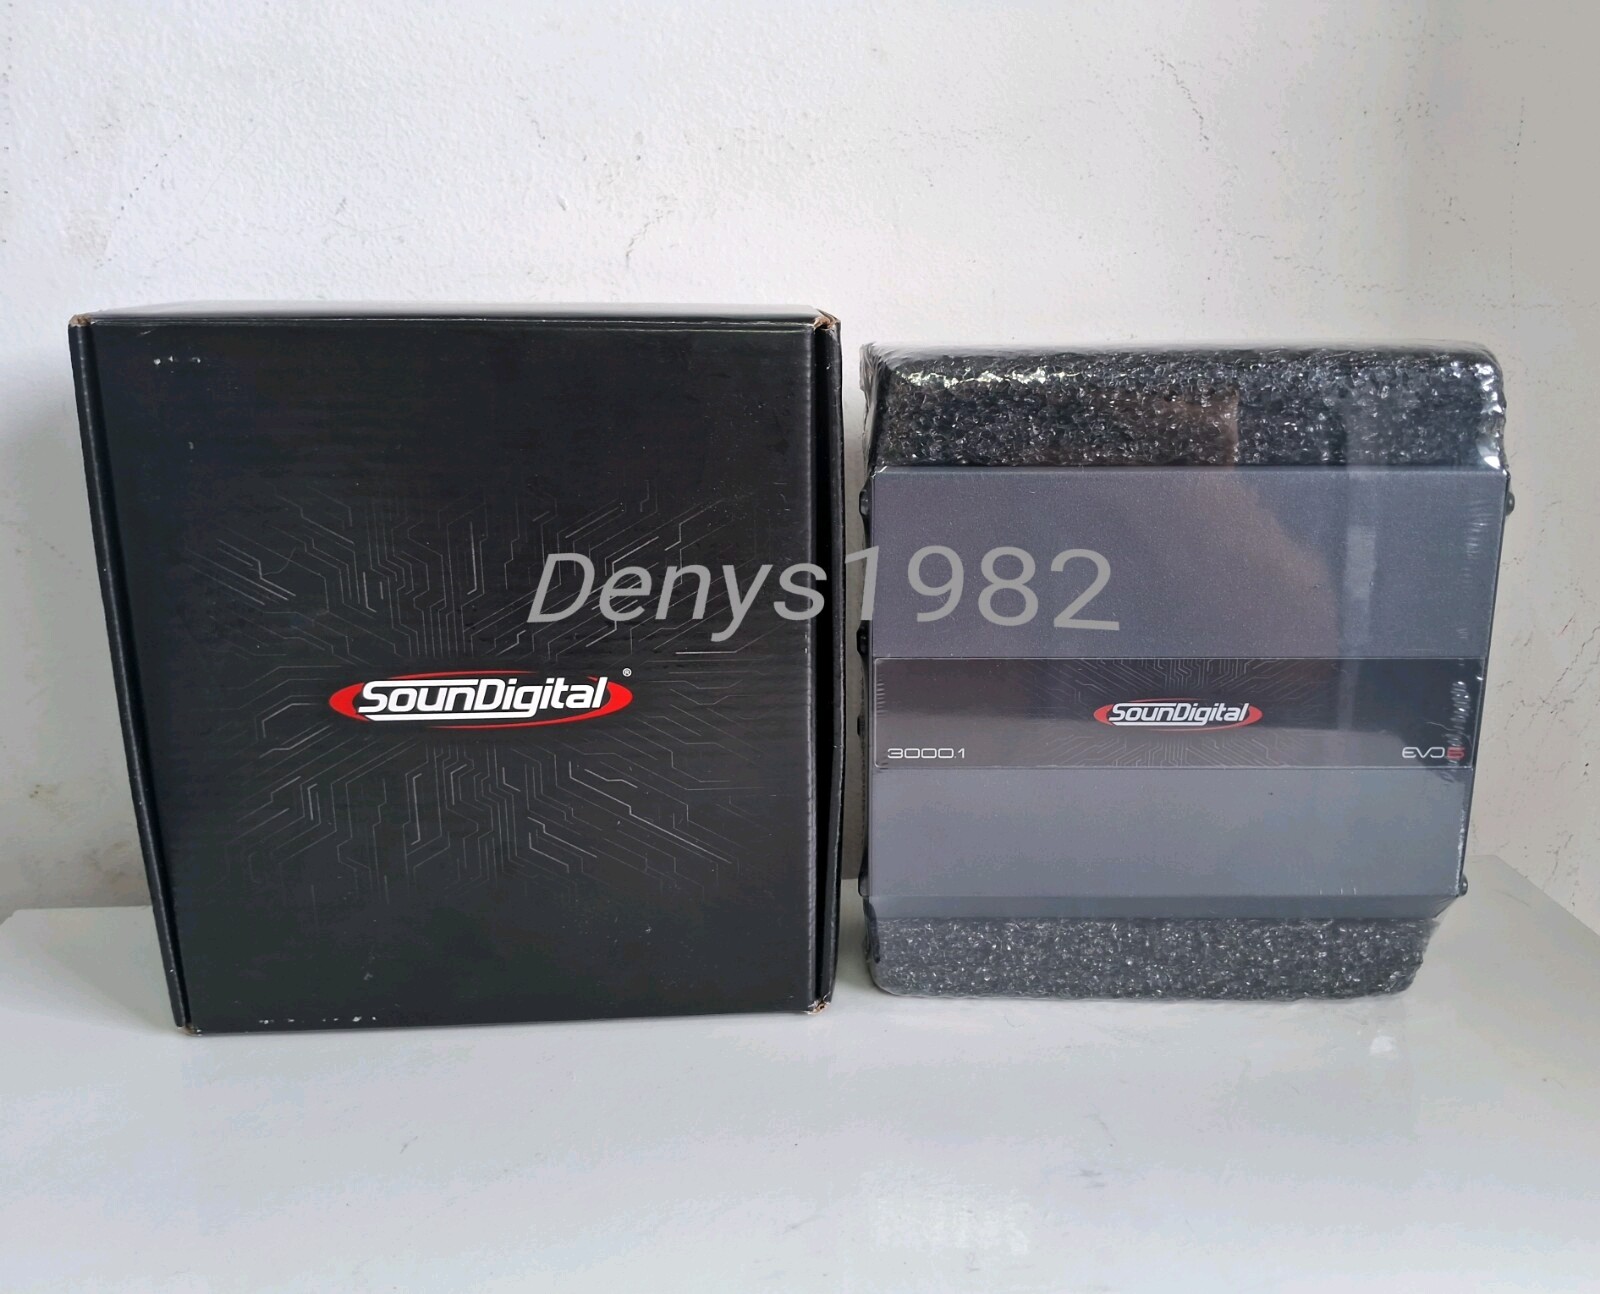 Denys1982
SounDigital®
SounDigital
3000.1
EVO5